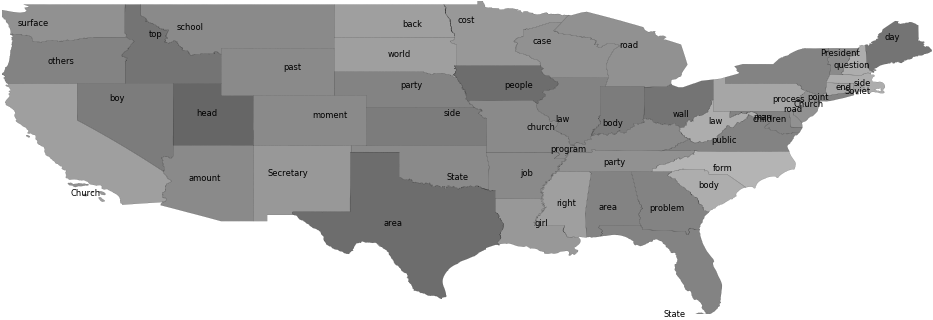 surface
top
school
back
cost
case
road
day
President
question
others
past
world
party
people
boy
head
moment
side
church
law
body
wall
law
process
point
church
road
end
side
Soviet
man
children
public
program
amount
Secretary
State
job
party
form
body
Church
area
girl
right
area
problem
State